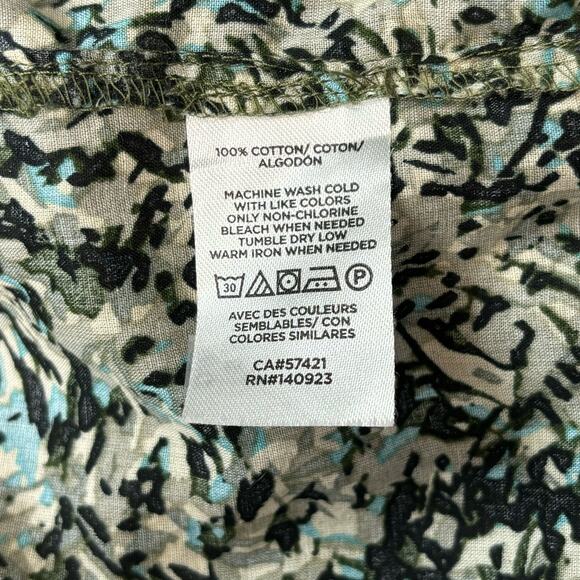 100% COTTON/ COTON/
ALGODÓN
MACHINE WASH COLD
WITH LIKE COLORS
ONLY NON-CHLORINE
BLEACH WHEN NEEDED
TUMBLE DRY LOW
WARM IRON WHEN NEEDED
30 P
AVEC DES COULEURS
SEMBLABLES/ CON
COLORES SIMILARES
CA#57421
RN#140923